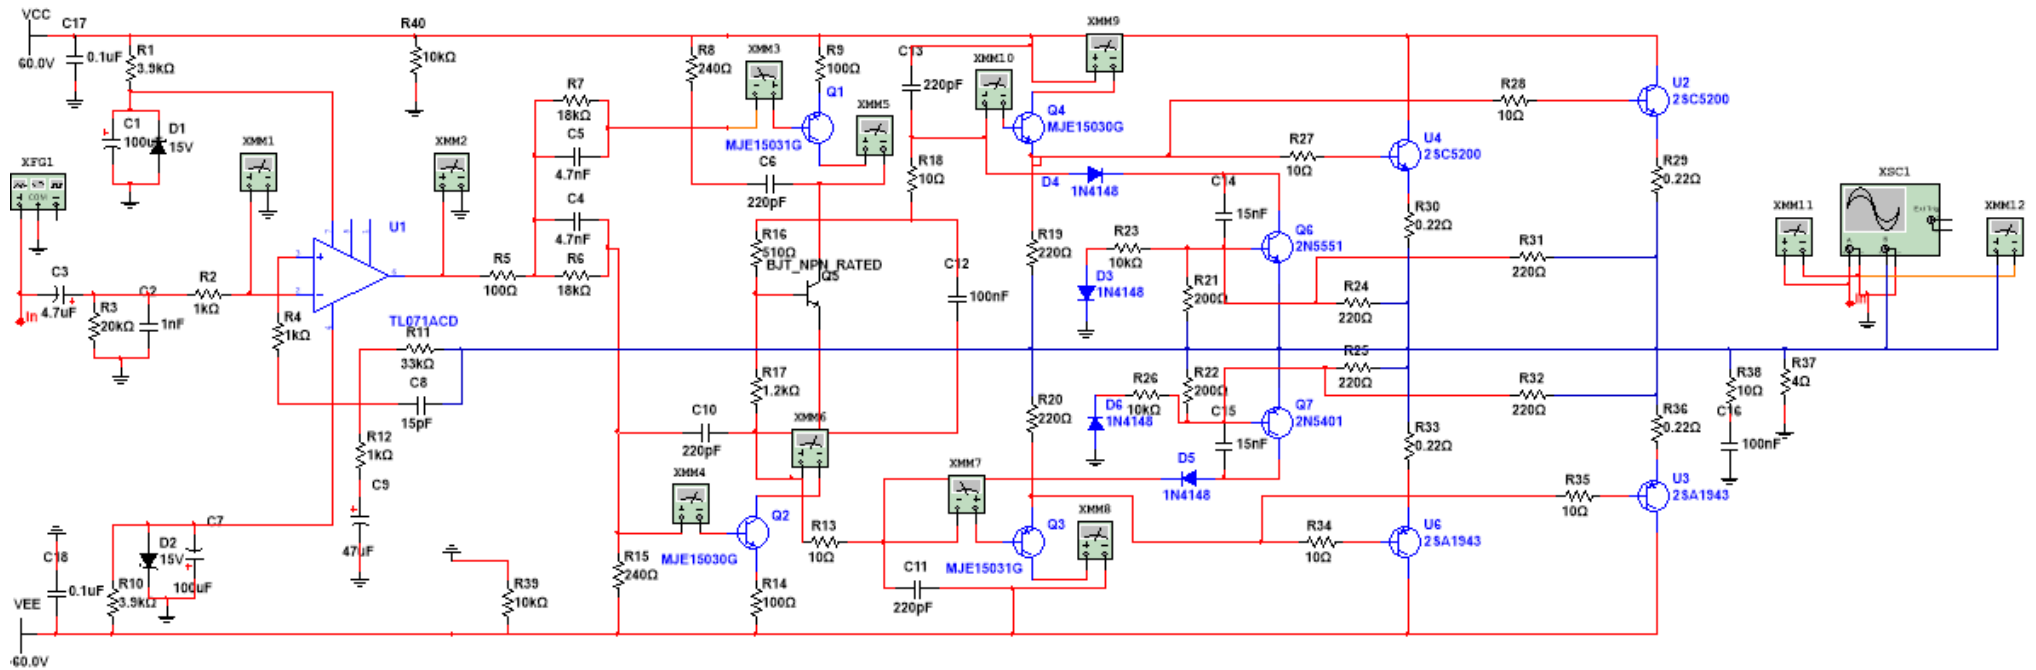 VCC
60.0V
C17
0.1uF
R1
3.9kΩ
R40
10kΩ
C1
100u
D1
15V
XFG1
COM
XMM1
XMM2
C3
4.7uF
In
R3
20kΩ
C2
1nF
R2
1kΩ
R4
1kΩ
U1
TL071ACD
R11
33kΩ
C8
15pF
R12
1kΩ
C9
47uF
R5
100Ω
R7
18kΩ
C5
4.7nF
C4
4.7nF
R6
18kΩ
R8
240Ω
XMM3
R9
100Ω
Q1
MJE15031G
XMM5
C6
220pF
C13
220pF
R18
10Ω
XMM10
XMM9
Q4
MJE15030G
R16
510Ω
BJT_NPN_RATED
Q5
C12
100nF
R17
1.2kΩ
C10
220pF
XMM6
XMM4
Q2
MJE15030G
R15
240Ω
R14
100Ω
R13
10Ω
C11
220pF
XMM7
Q3
MJE15031G
XMM8
R19
220Ω
R20
220Ω
D4
1N4148
R23
10kΩ
D3
1N4148
R21
200Ω
C14
15nF
Q6
2N5551
R22
200Ω
R26
10kΩ
D6
1N4148
C15
15nF
Q7
2N5401
D5
1N4148
R27
10Ω
R28
10Ω
U4
2SC5200
U2
2SC5200
R30
0.22Ω
R29
0.22Ω
R31
220Ω
R24
220Ω
R25
220Ω
R32
220Ω
R33
0.22Ω
R36
0.22Ω
R34
10Ω
R35
10Ω
U6
2SA1943
U3
2SA1943
R38
10Ω
C16
100nF
R37
4Ω
XMM11
XSC1
Ext Trig
A
B
In
XMM12
C18
0.1uF
VEE
-60.0V
R10
3.9kΩ
D2
15V
C7
100uF
R39
10kΩ